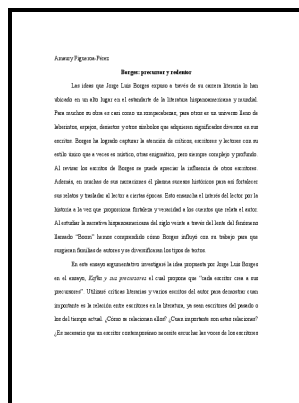 Amaury Figueroa-Perez
Borges: precursor y redentor
Las ideas que Jorge Luis Borges expuso a través de su carrera literaria lo han
ubicado en un alto lugar en el estandarte de la literatura hispanoamericana y mundial.
Para muchos su obra es casi como un rompecabezas, para otros es un universo lleno de
laberintos, espejos, desiertos y otros símbolos que adquieren significados diversos en sus
escritos. Borges ha logrado capturar la atención de críticos, escritores y lectores con su
estilo único que a veces es místico, otras enigmático, pero siempre complejo y profundo.
Al revisar los escritos de Borges se puede apreciar la influencia de otros escritores.
Además, en muchas de sus narraciones él plasma sucesos históricos para así fortalecer
sus relatos y trasladar al lector a ciertas épocas. Esto ensancha el interés del lector por la
historia a la vez que proporciona fortaleza y veracidad a los cuentos que relata el autor.
Al estudiar la narrativa hispanoamericana del siglo veinte a través del lente del fenómeno
llamado “Boom” hemos comprendido cómo Borges influyó con su trabajo para que
surgieran familias de autores y se diversificaran los tipos de textos.
En este ensayo argumentativo investigaré la idea propuesta por Jorge Luis Borges
en el ensayo, Kafka y sus precursores el cual propone que “cada escritor crea a sus
precursores”. Utilizaré críticas literarias y varios escritos del autor para demostrar cuan
importante es la relación entre escritores en la literatura, ya sean escritores del pasado o
los del tiempo actual. ¿Cómo se relacionan ellos? ¿Cuan importante son estas relaciones?
¿Es necesario que un escritor contemporáneo necesite escuchar las voces de los escritores